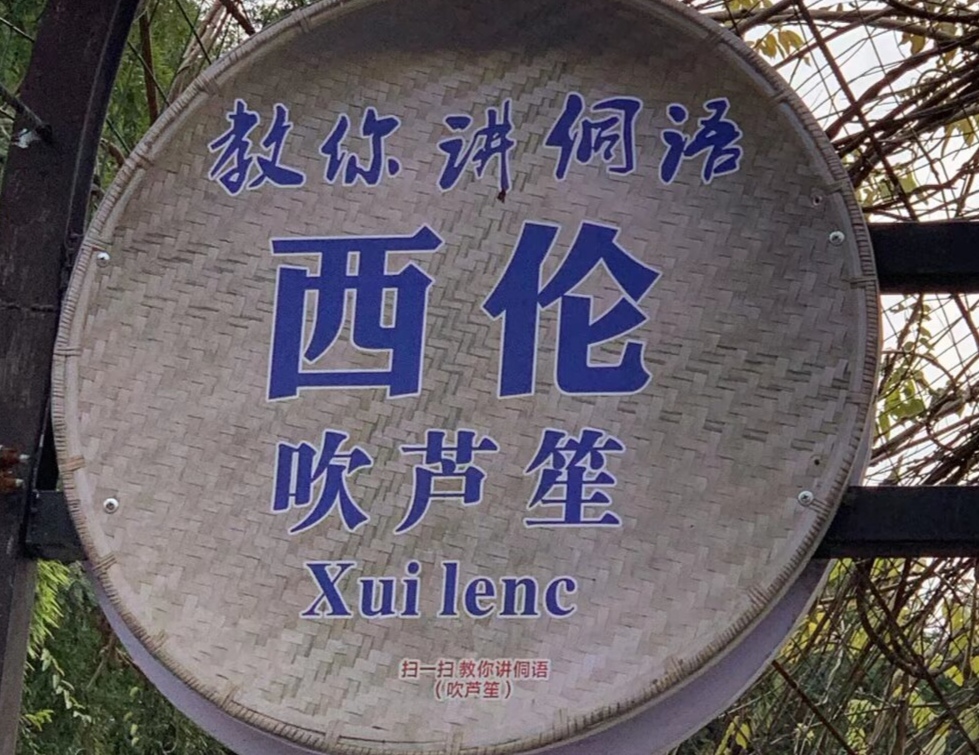 教你讲侗语
西伦
吹芦笙
Xui lenc
扫一扫 教你讲侗语
（吹芦笙）